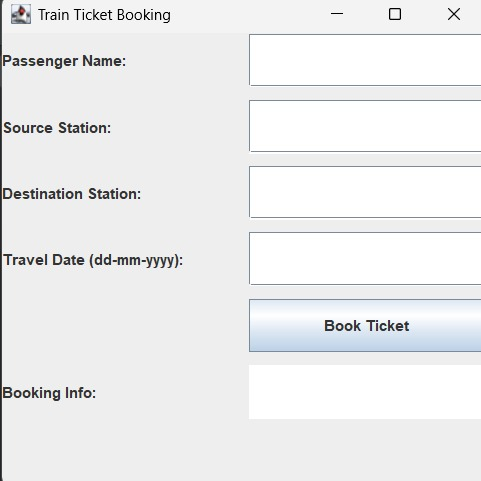 Train Ticket Booking
Passenger Name:
Source Station:
Destination Station:
Travel Date (dd-mm-yyyy):
Book Ticket
Booking Info: